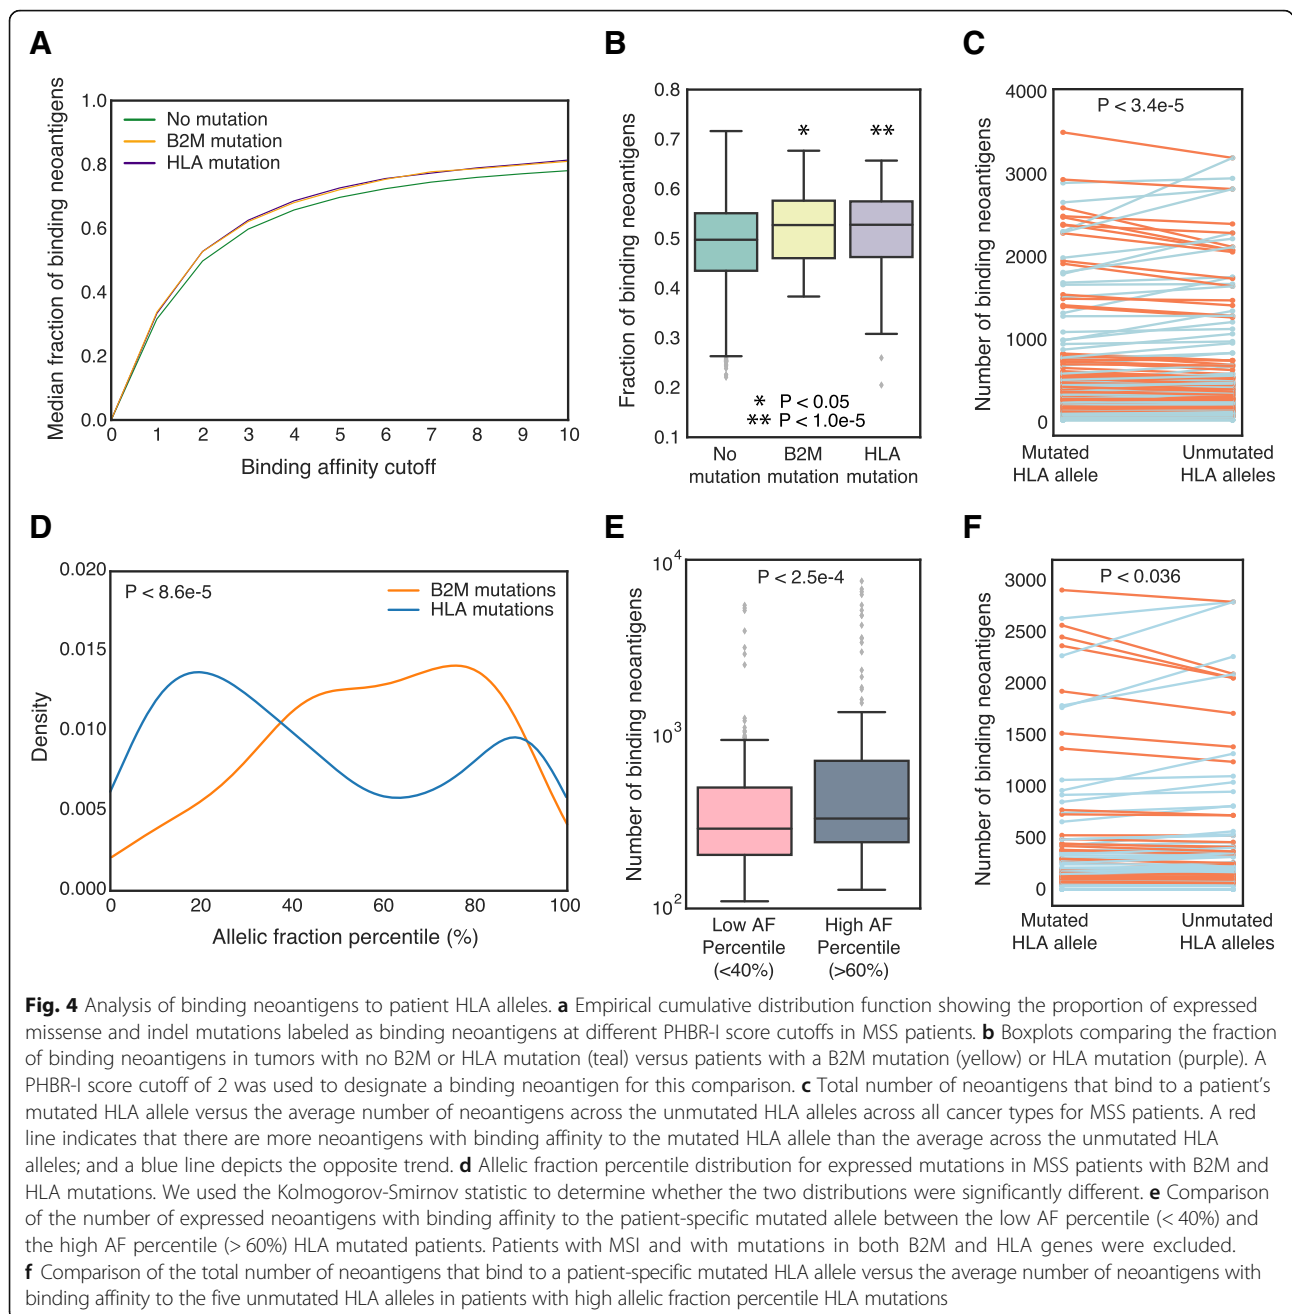 A
Median fraction of binding neoantigens
1.0
0.8
0.6
0.4
0.2
0.0
No mutation
B2M mutation
HLA mutation
0 1 2 3 4 5 6 7 8 9 10
Binding affinity cutoff
B
Fraction of binding neoantigens
0.8
0.7
0.6
0.5
0.4
0.3
0.2
0.1
*
**
* P < 0.05
** P < 1.0e-5
No mutation
B2M mutation
HLA mutation
C
Number of binding neoantigens
4000
3000
2000
1000
0
P < 3.4e-5
Mutated HLA allele
Unmutated HLA alleles
D
Density
0.020
0.015
0.010
0.005
0.000
P < 8.6e-5
B2M mutations
HLA mutations
0 20 40 60 80 100
Allelic fraction percentile (%)
E
Number of binding neoantigens
10^4
10^3
10^2
P < 2.5e-4
Low AF Percentile (<40%)
High AF Percentile (>60%)
F
Number of binding neoantigens
3000
2500
2000
1500
1000
500
0
P < 0.036
Mutated HLA allele
Unmutated HLA alleles
Fig. 4 Analysis of binding neoantigens to patient HLA alleles. a Empirical cumulative distribution function showing the proportion of expressed
missense and indel mutations labeled as binding neoantigens at different PHBR-I score cutoffs in MSS patients. b Boxplots comparing the fraction
of binding neoantigens in tumors with no B2M or HLA mutation (teal) versus patients with a B2M mutation (yellow) or HLA mutation (purple). A
PHBR-I score cutoff of 2 was used to designate a binding neoantigen for this comparison. c Total number of neoantigens that bind to a patient's
mutated HLA allele versus the average number of neoantigens across the unmutated HLA alleles across all cancer types for MSS patients. A red
line indicates that there are more neoantigens with binding affinity to the mutated HLA allele than the average across the unmutated HLA
alleles; and a blue line depicts the opposite trend. d Allelic fraction percentile distribution for expressed mutations in MSS patients with B2M and
HLA mutations. We used the Kolmogorov-Smirnov statistic to determine whether the two distributions were significantly different. e Comparison
of the number of expressed neoantigens with binding affinity to the patient-specific mutated allele between the low AF percentile (< 40%) and
the high AF percentile (> 60%) HLA mutated patients. Patients with MSI and with mutations in both B2M and HLA genes were excluded.
f Comparison of the total number of neoantigens that bind to a patient-specific mutated HLA allele versus the average number of neoantigens with
binding affinity to the five unmutated HLA alleles in patients with high allelic fraction percentile HLA mutations